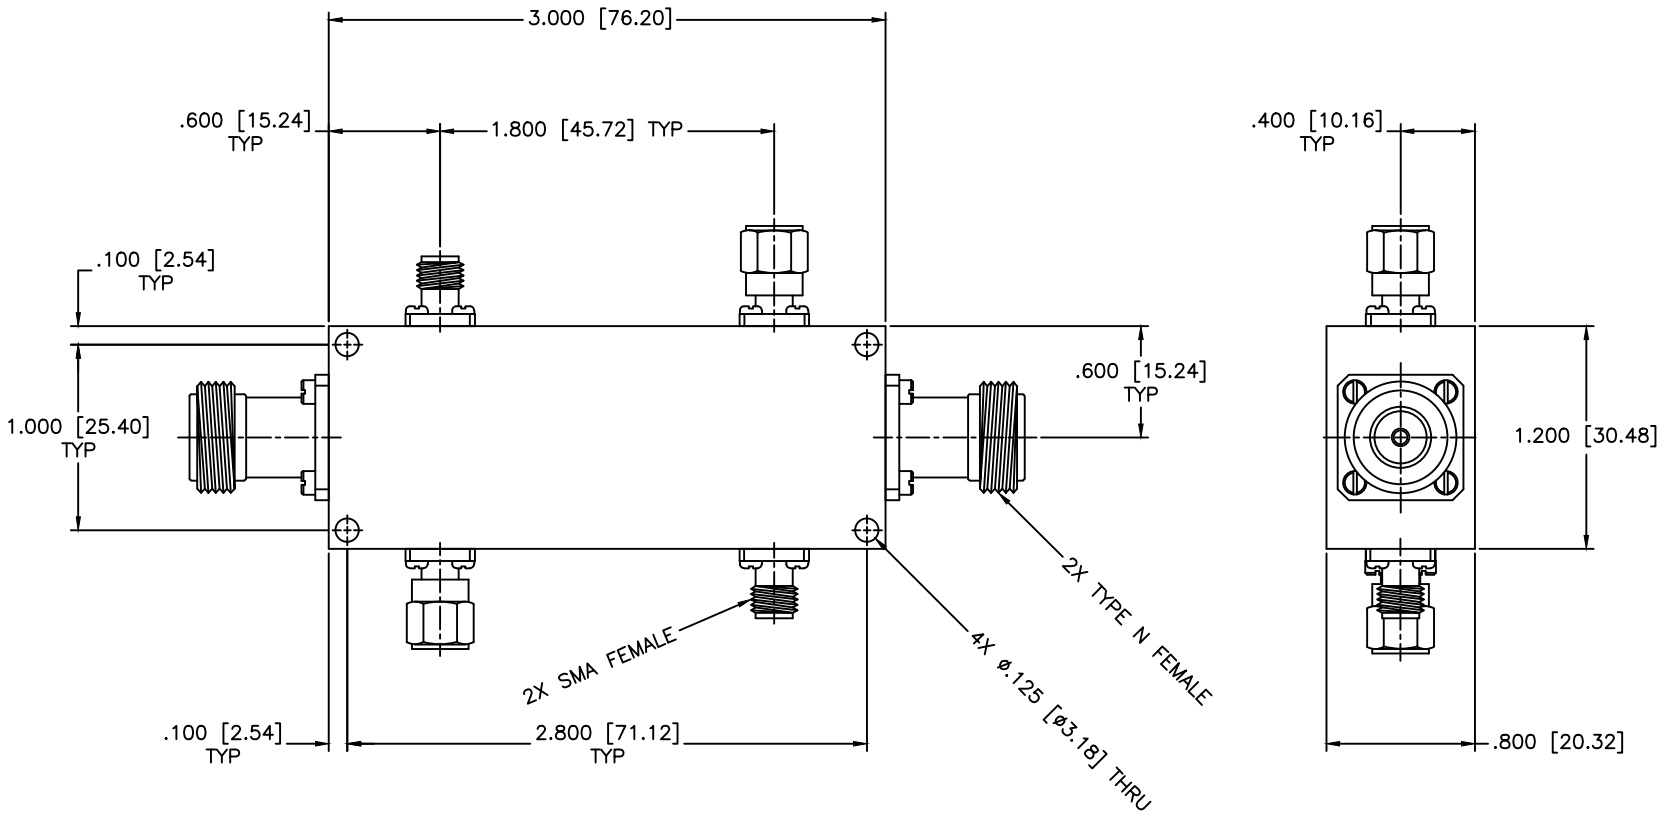 3.000 [76.20]
.600 [15.24]
TYP
1.800 [45.72] TYP
.400 [10.16]
TYP
.100 [2.54]
TYP
.600 [15.24]
TYP
1.000 [25.40]
TYP
1.200 [30.48]
2X TYPE N FEMALE
2X SMA FEMALE
4X ø.125 [ø3.18] THRU
.100 [2.54]
TYP
2.800 [71.12]
TYP
.800 [20.32]